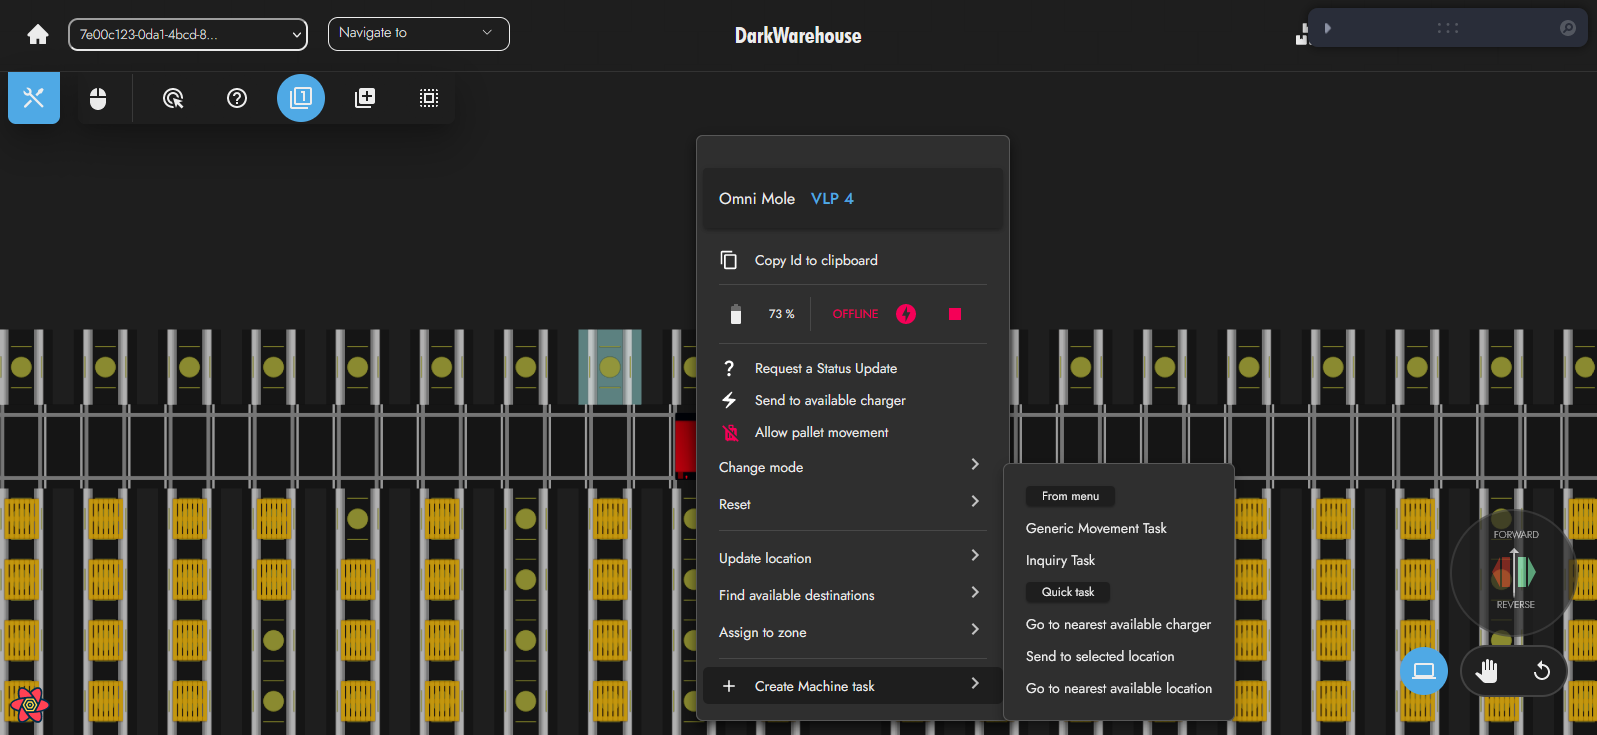 7e00c123-0da1-4bcd-8...
Navigate to
DarkWarehouse
1
Omni Mole VLP 4
Copy Id to clipboard
73 %
OFFLINE
Request a Status Update
Send to available charger
Allow pallet movement
Change mode
Reset
Update location
Find available destinations
Assign to zone
Create Machine task
From menu
Generic Movement Task
Inquiry Task
Quick task
Go to nearest available charger
Send to selected location
Go to nearest available location
FORWARD
REVERSE